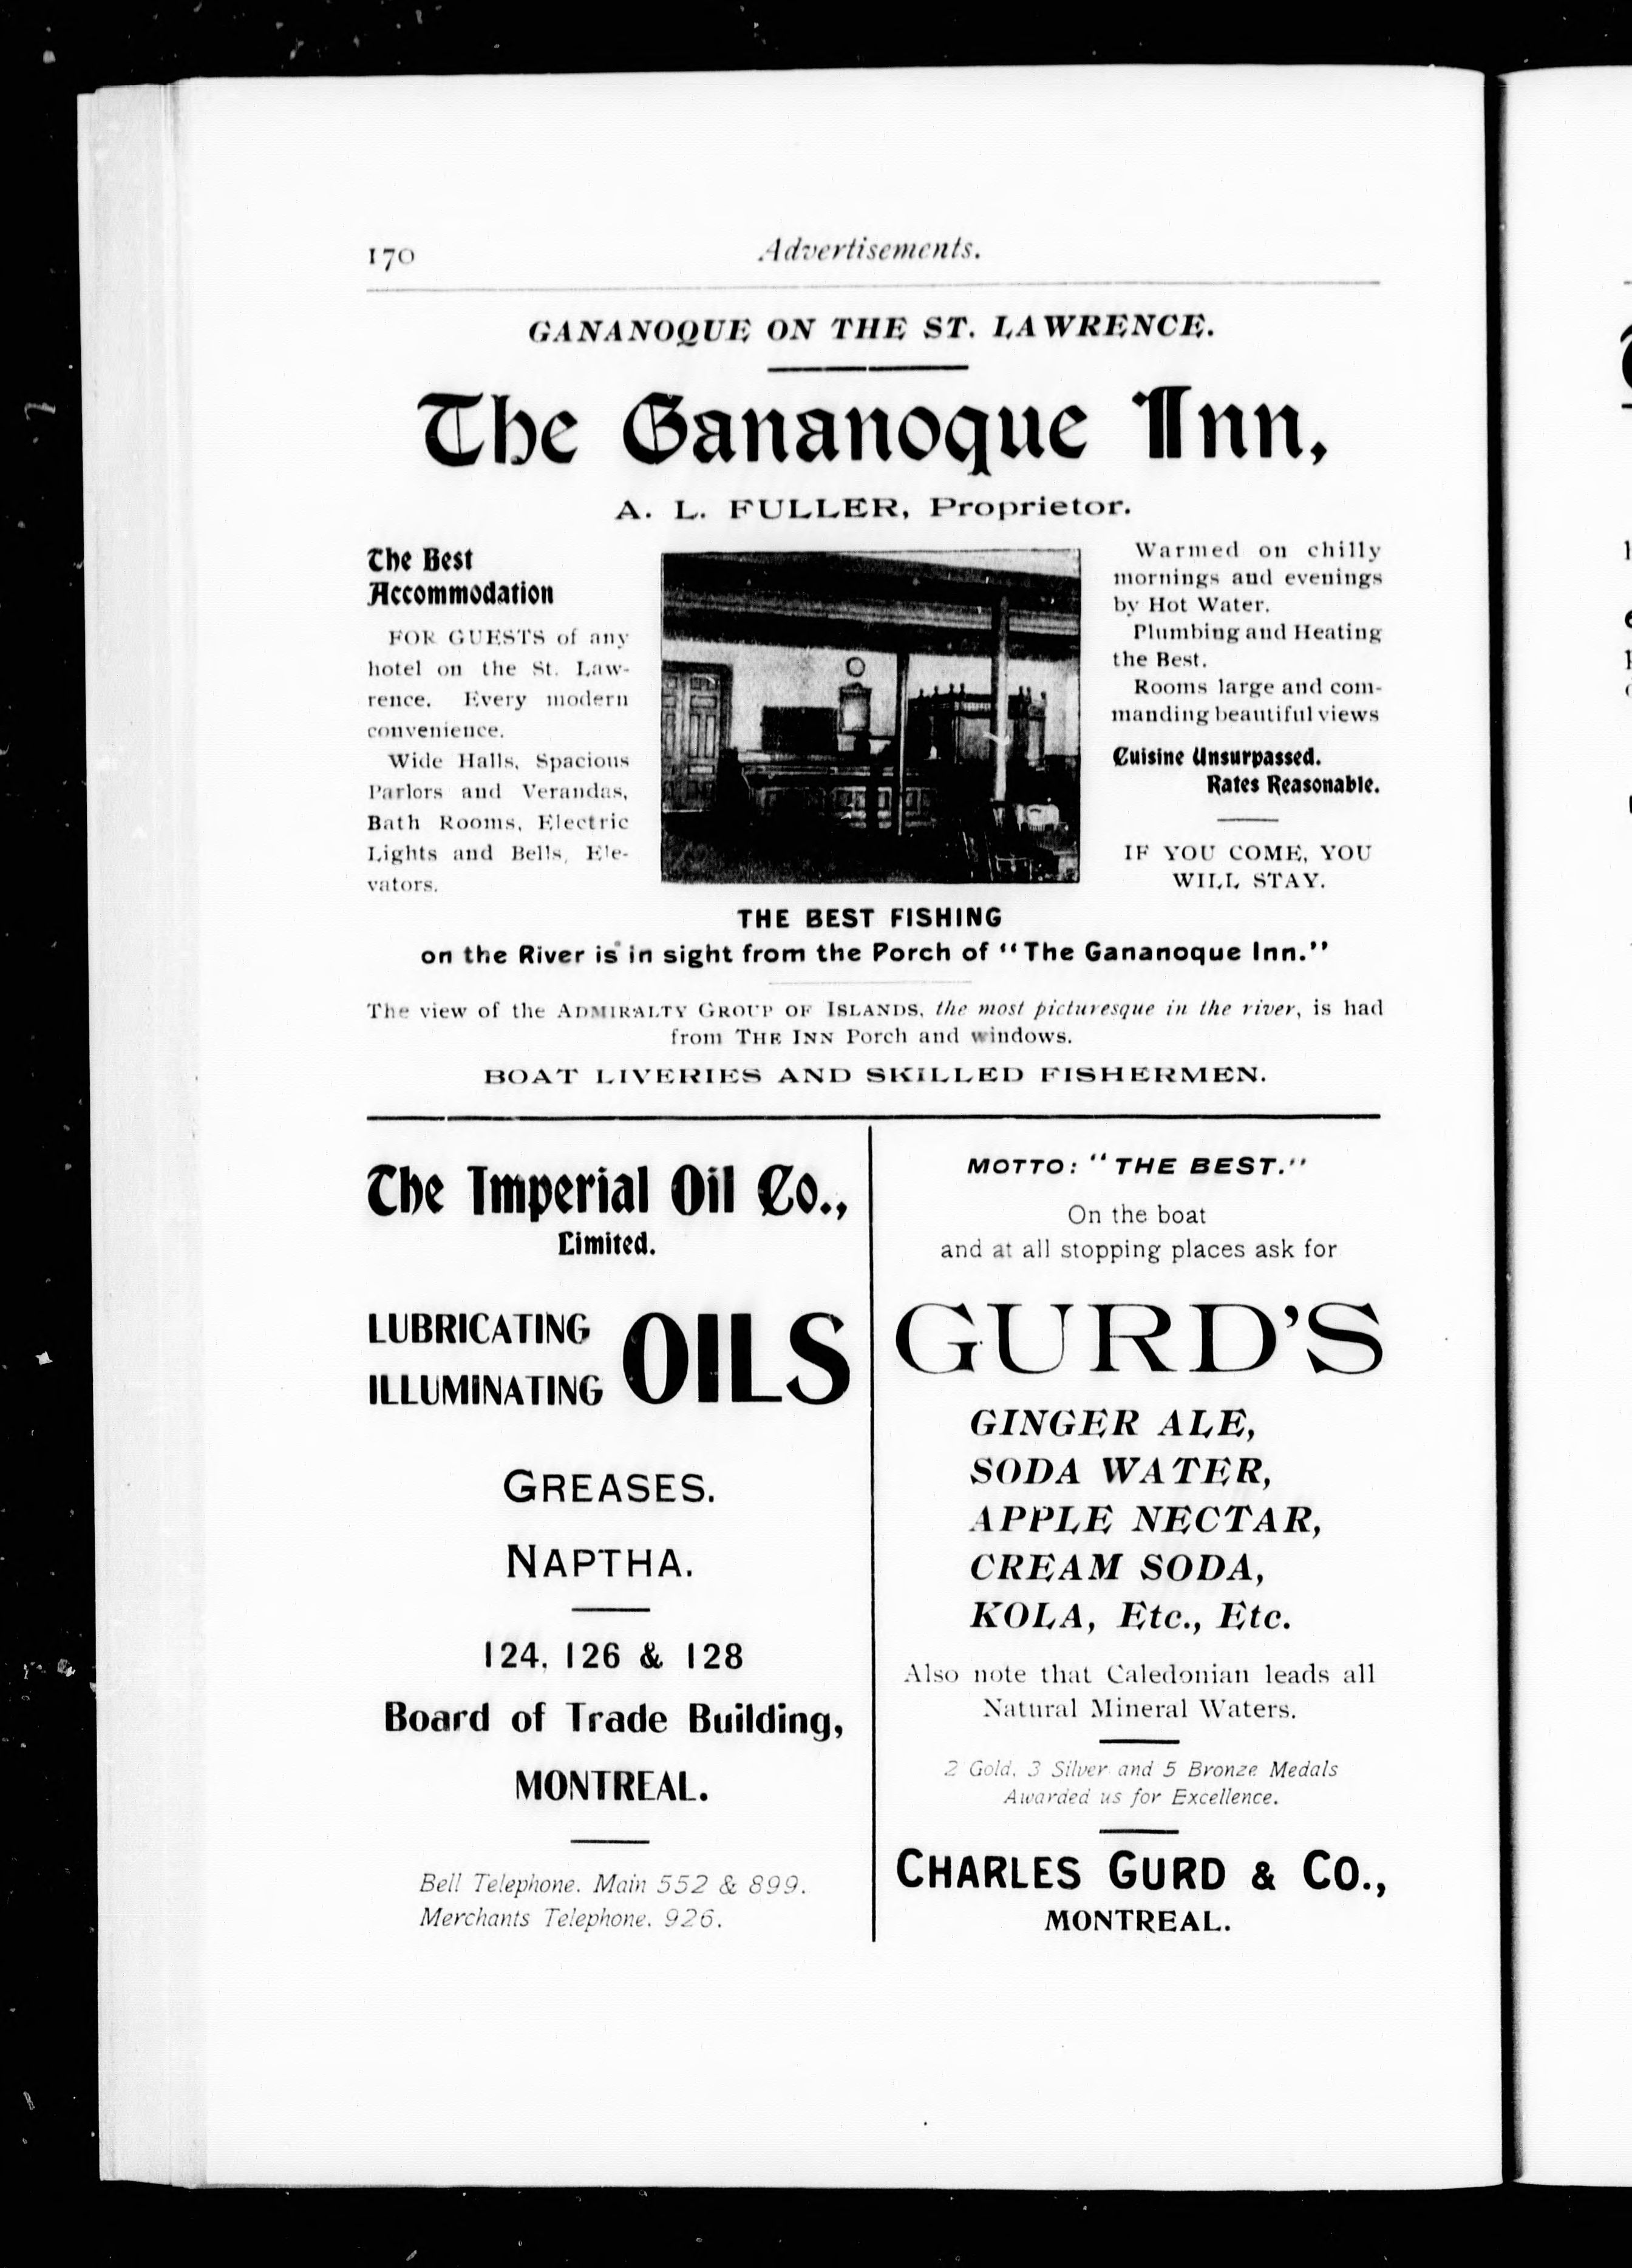 170
Advertisements.
GANANOQUE ON THE ST. LAWRENCE.
The Gananoque Inn,
A. L. FULLER, Proprietor.
The Best
Accommodation
FOR GUESTS of any
hotel on the St. Law-
rence. Every modern
convenience.
Wide Halls, Spacious
Parlors and Verandas,
Bath Rooms, Electric
Lights and Bells, Ele-
vators.
Warmed on chilly
mornings and evenings
by Hot Water.
Plumbing and Heating
the Best.
Rooms large and com-
manding beautiful views
Cuisine Unsurpassed.
Rates Reasonable.
IF YOU COME, YOU
WILL STAY.
THE BEST FISHING
on the River is in sight from the Porch of "The Gananoque Inn."
The view of the ADMIRALTY GROUP OF ISLANDS, the most picturesque in the river, is had
from THE INN Porch and windows.
BOAT LIVERIES AND SKILLED FISHERMEN.
The Imperial Oil Co.,
Limited.
LUBRICATING
ILLUMINATING
OILS
GREASES.
NAPTHA.
124, 126 & 128
Board of Trade Building,
MONTREAL.
Bell Telephone. Main 552 & 899.
Merchants Telephone. 926.
MOTTO: "THE BEST."
On the boat
and at all stopping places ask for
GURD'S
GINGER ALE,
SODA WATER,
APPLE NECTAR,
CREAM SODA,
KOLA, Etc., Etc.
Also note that Caledonian leads all
Natural Mineral Waters.
2 Gold, 3 Silver and 5 Bronze Medals
Awarded us for Excellence.
CHARLES GURD & CO.,
MONTREAL.